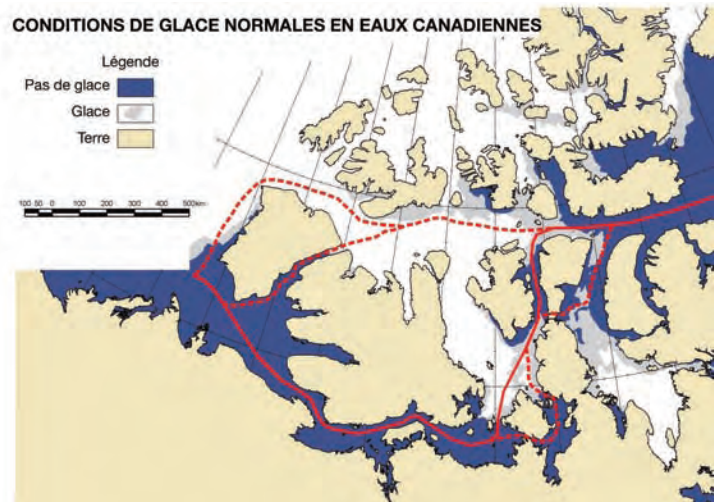 CONDITIONS DE GLACE NORMALES EN EAUX CANADIENNES
Légende
Pas de glace
Glace
Terre
100 50 0 100 200 300 400 500km